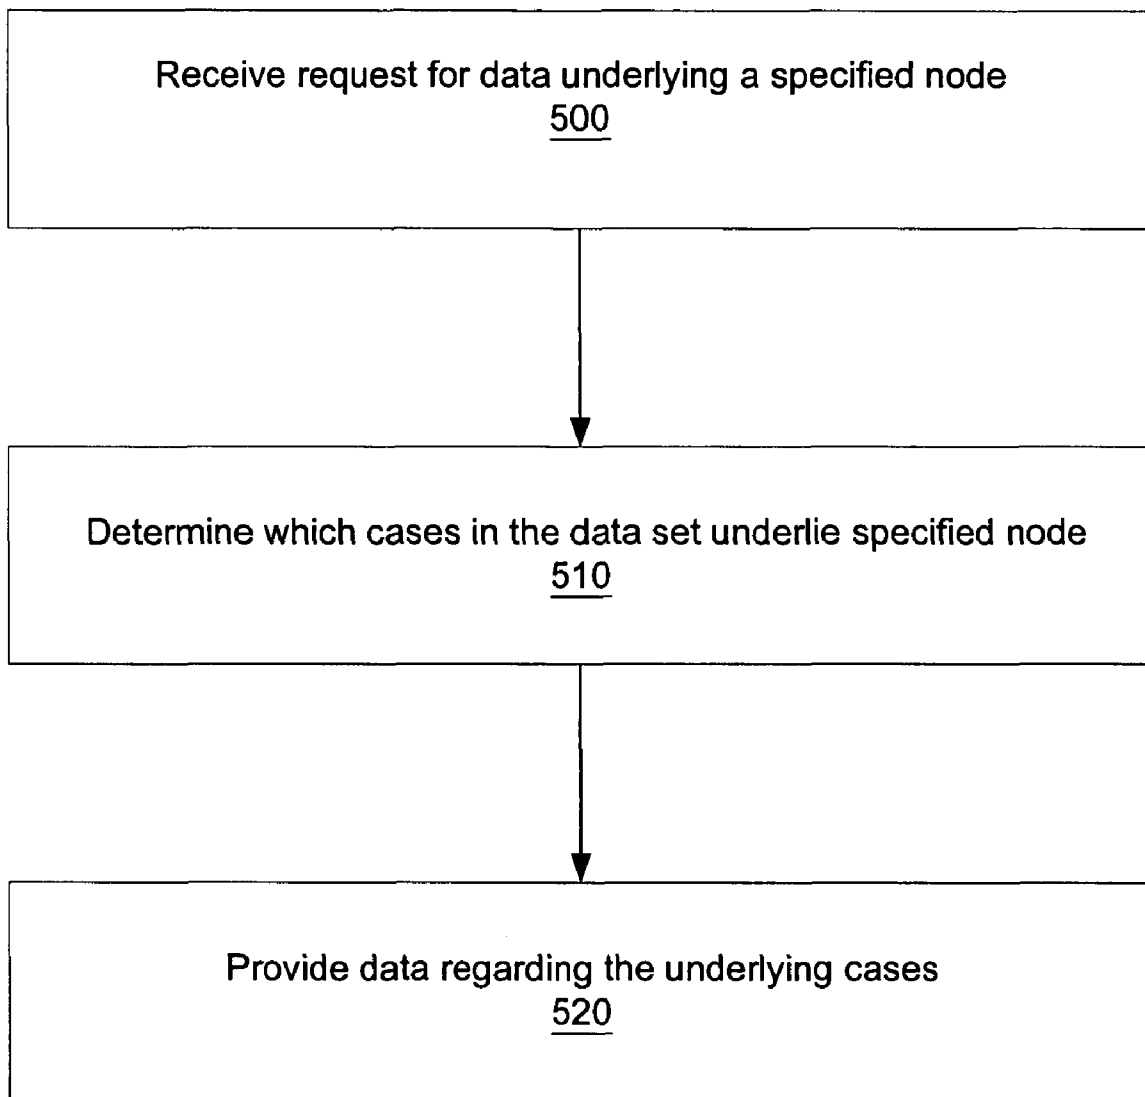 Receive request for data underlying a specified node
500
Determine which cases in the data set underlie specified node
510
Provide data regarding the underlying cases
520